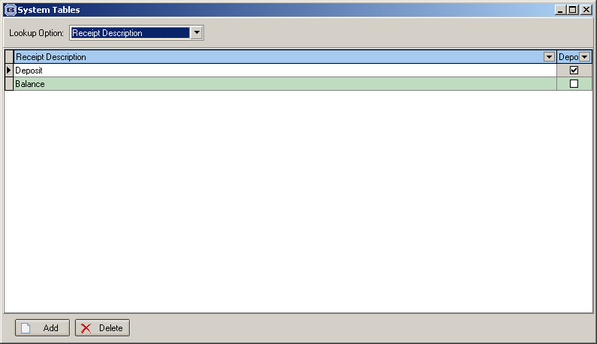 System Tables
Lookup Option: Receipt Description
Receipt Description Depo
Deposit
Balance
Add Delete